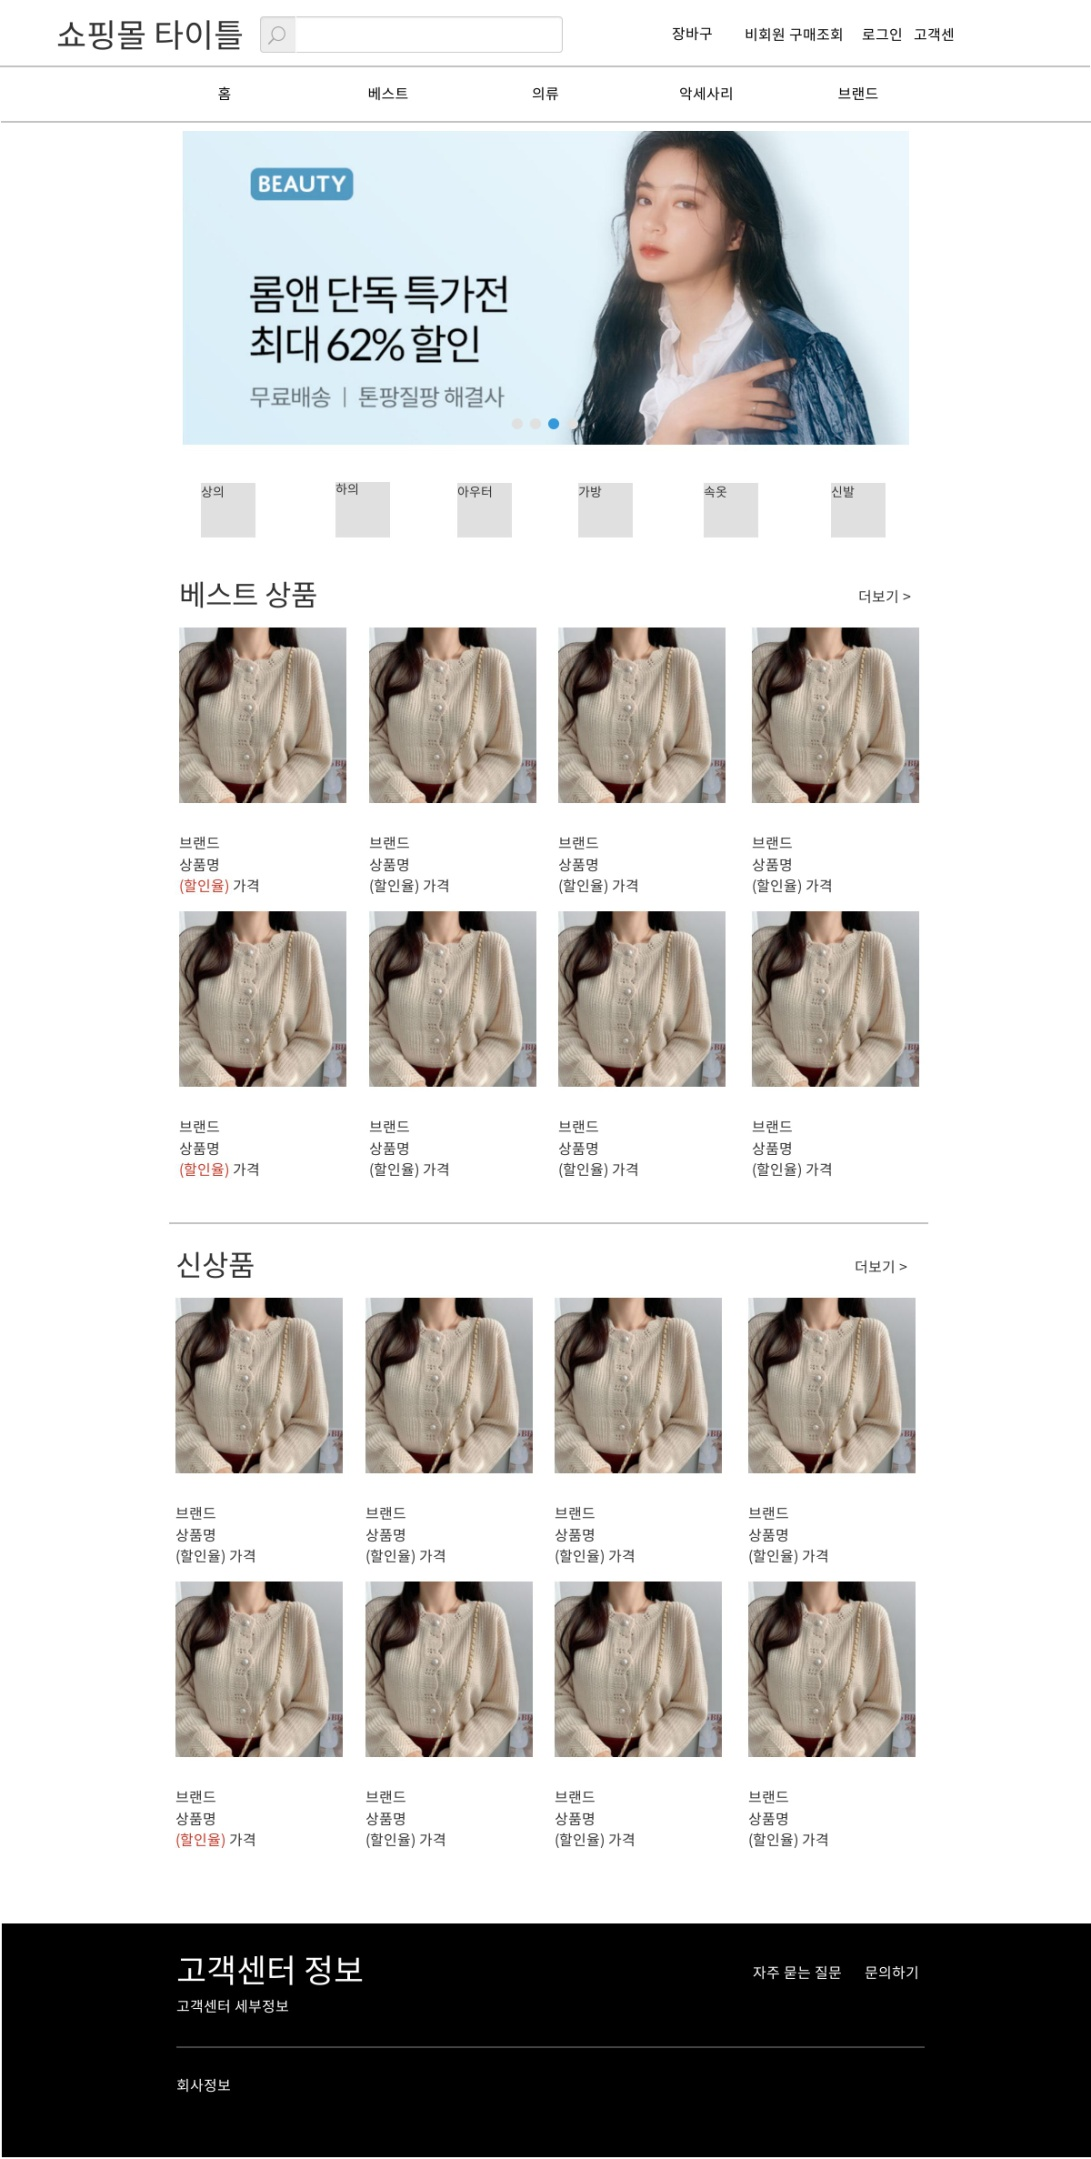 쇼핑몰 타이틀
장바구 비회원 구매조회 로그인 고객센
홈 베스트 의류 악세사리 브랜드
BEAUTY
롬앤 단독 특가전
최대 62% 할인
무료배송 | 톤팡질팡 해결사
상의 하의 아우터 가방 속옷 신발
베스트 상품 더보기 >
브랜드 브랜드 브랜드 브랜드
상품명 상품명 상품명 상품명
(할인율) 가격 (할인율) 가격 (할인율) 가격 (할인율) 가격
브랜드 브랜드 브랜드 브랜드
상품명 상품명 상품명 상품명
(할인율) 가격 (할인율) 가격 (할인율) 가격 (할인율) 가격
신상품 더보기 >
브랜드 브랜드 브랜드 브랜드
상품명 상품명 상품명 상품명
(할인율) 가격 (할인율) 가격 (할인율) 가격 (할인율) 가격
브랜드 브랜드 브랜드 브랜드
상품명 상품명 상품명 상품명
(할인율) 가격 (할인율) 가격 (할인율) 가격 (할인율) 가격
고객센터 정보 자주 묻는 질문 문의하기
고객센터 세부정보
회사정보